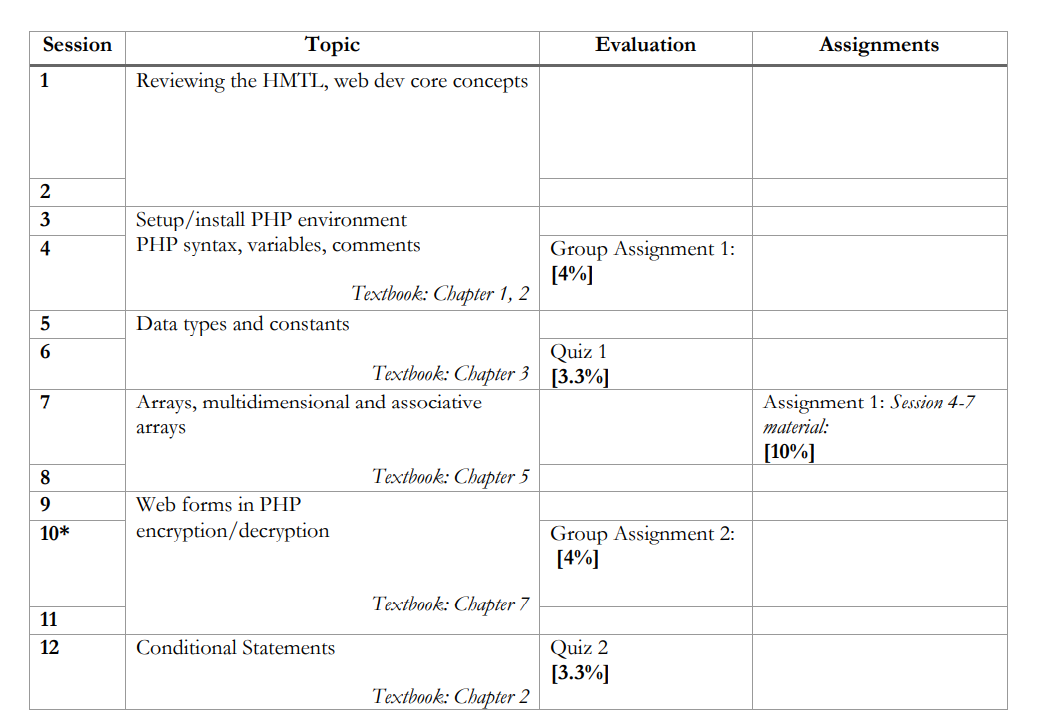 Session Topic Evaluation Assignments
1 Reviewing the HMTL, web dev core concepts
2
3 Setup/install PHP environment
4 PHP syntax, variables, comments Group Assignment 1:
[4%]
Textbook: Chapter 1, 2
5 Data types and constants
6 Quiz 1
Textbook: Chapter 3 [3.3%]
7 Arrays, multidimensional and associative Assignment 1: Session 4-7
arrays material:
[10%]
8 Textbook: Chapter 5
9 Web forms in PHP
10* encryption/decryption Group Assignment 2:
[4%]
Textbook: Chapter 7
11
12 Conditional Statements Quiz 2
[3.3%]
Textbook: Chapter 2